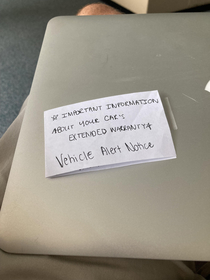 ☆ IMPORTANT INFORMATION
ABOUT YOUR CAR'S
EXTENDED WARRANTY☆
Vehicle Alert Notice